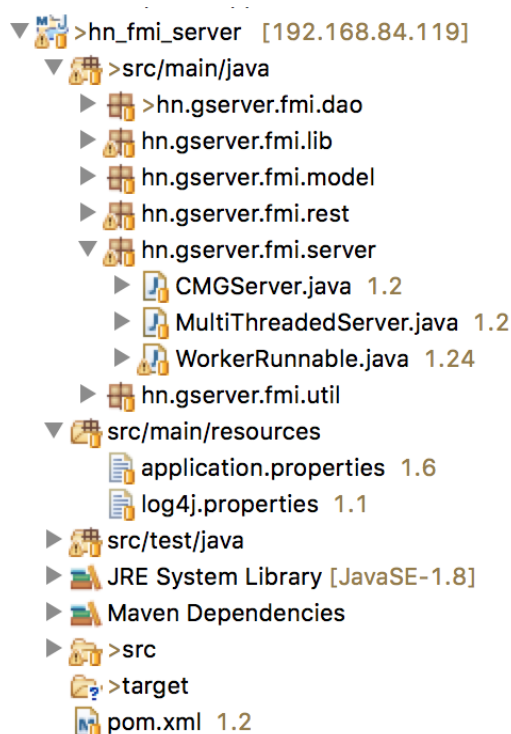 >hn_fmi_server [192.168.84.119]
>src/main/java
>hn.gserver.fmi.dao
hn.gserver.fmi.lib
hn.gserver.fmi.model
hn.gserver.fmi.rest
hn.gserver.fmi.server
CMGServer.java 1.2
MultiThreadedServer.java 1.2
WorkerRunnable.java 1.24
hn.gserver.fmi.util
src/main/resources
application.properties 1.6
log4j.properties 1.1
src/test/java
JRE System Library [JavaSE-1.8]
Maven Dependencies
>src
>target
pom.xml 1.2